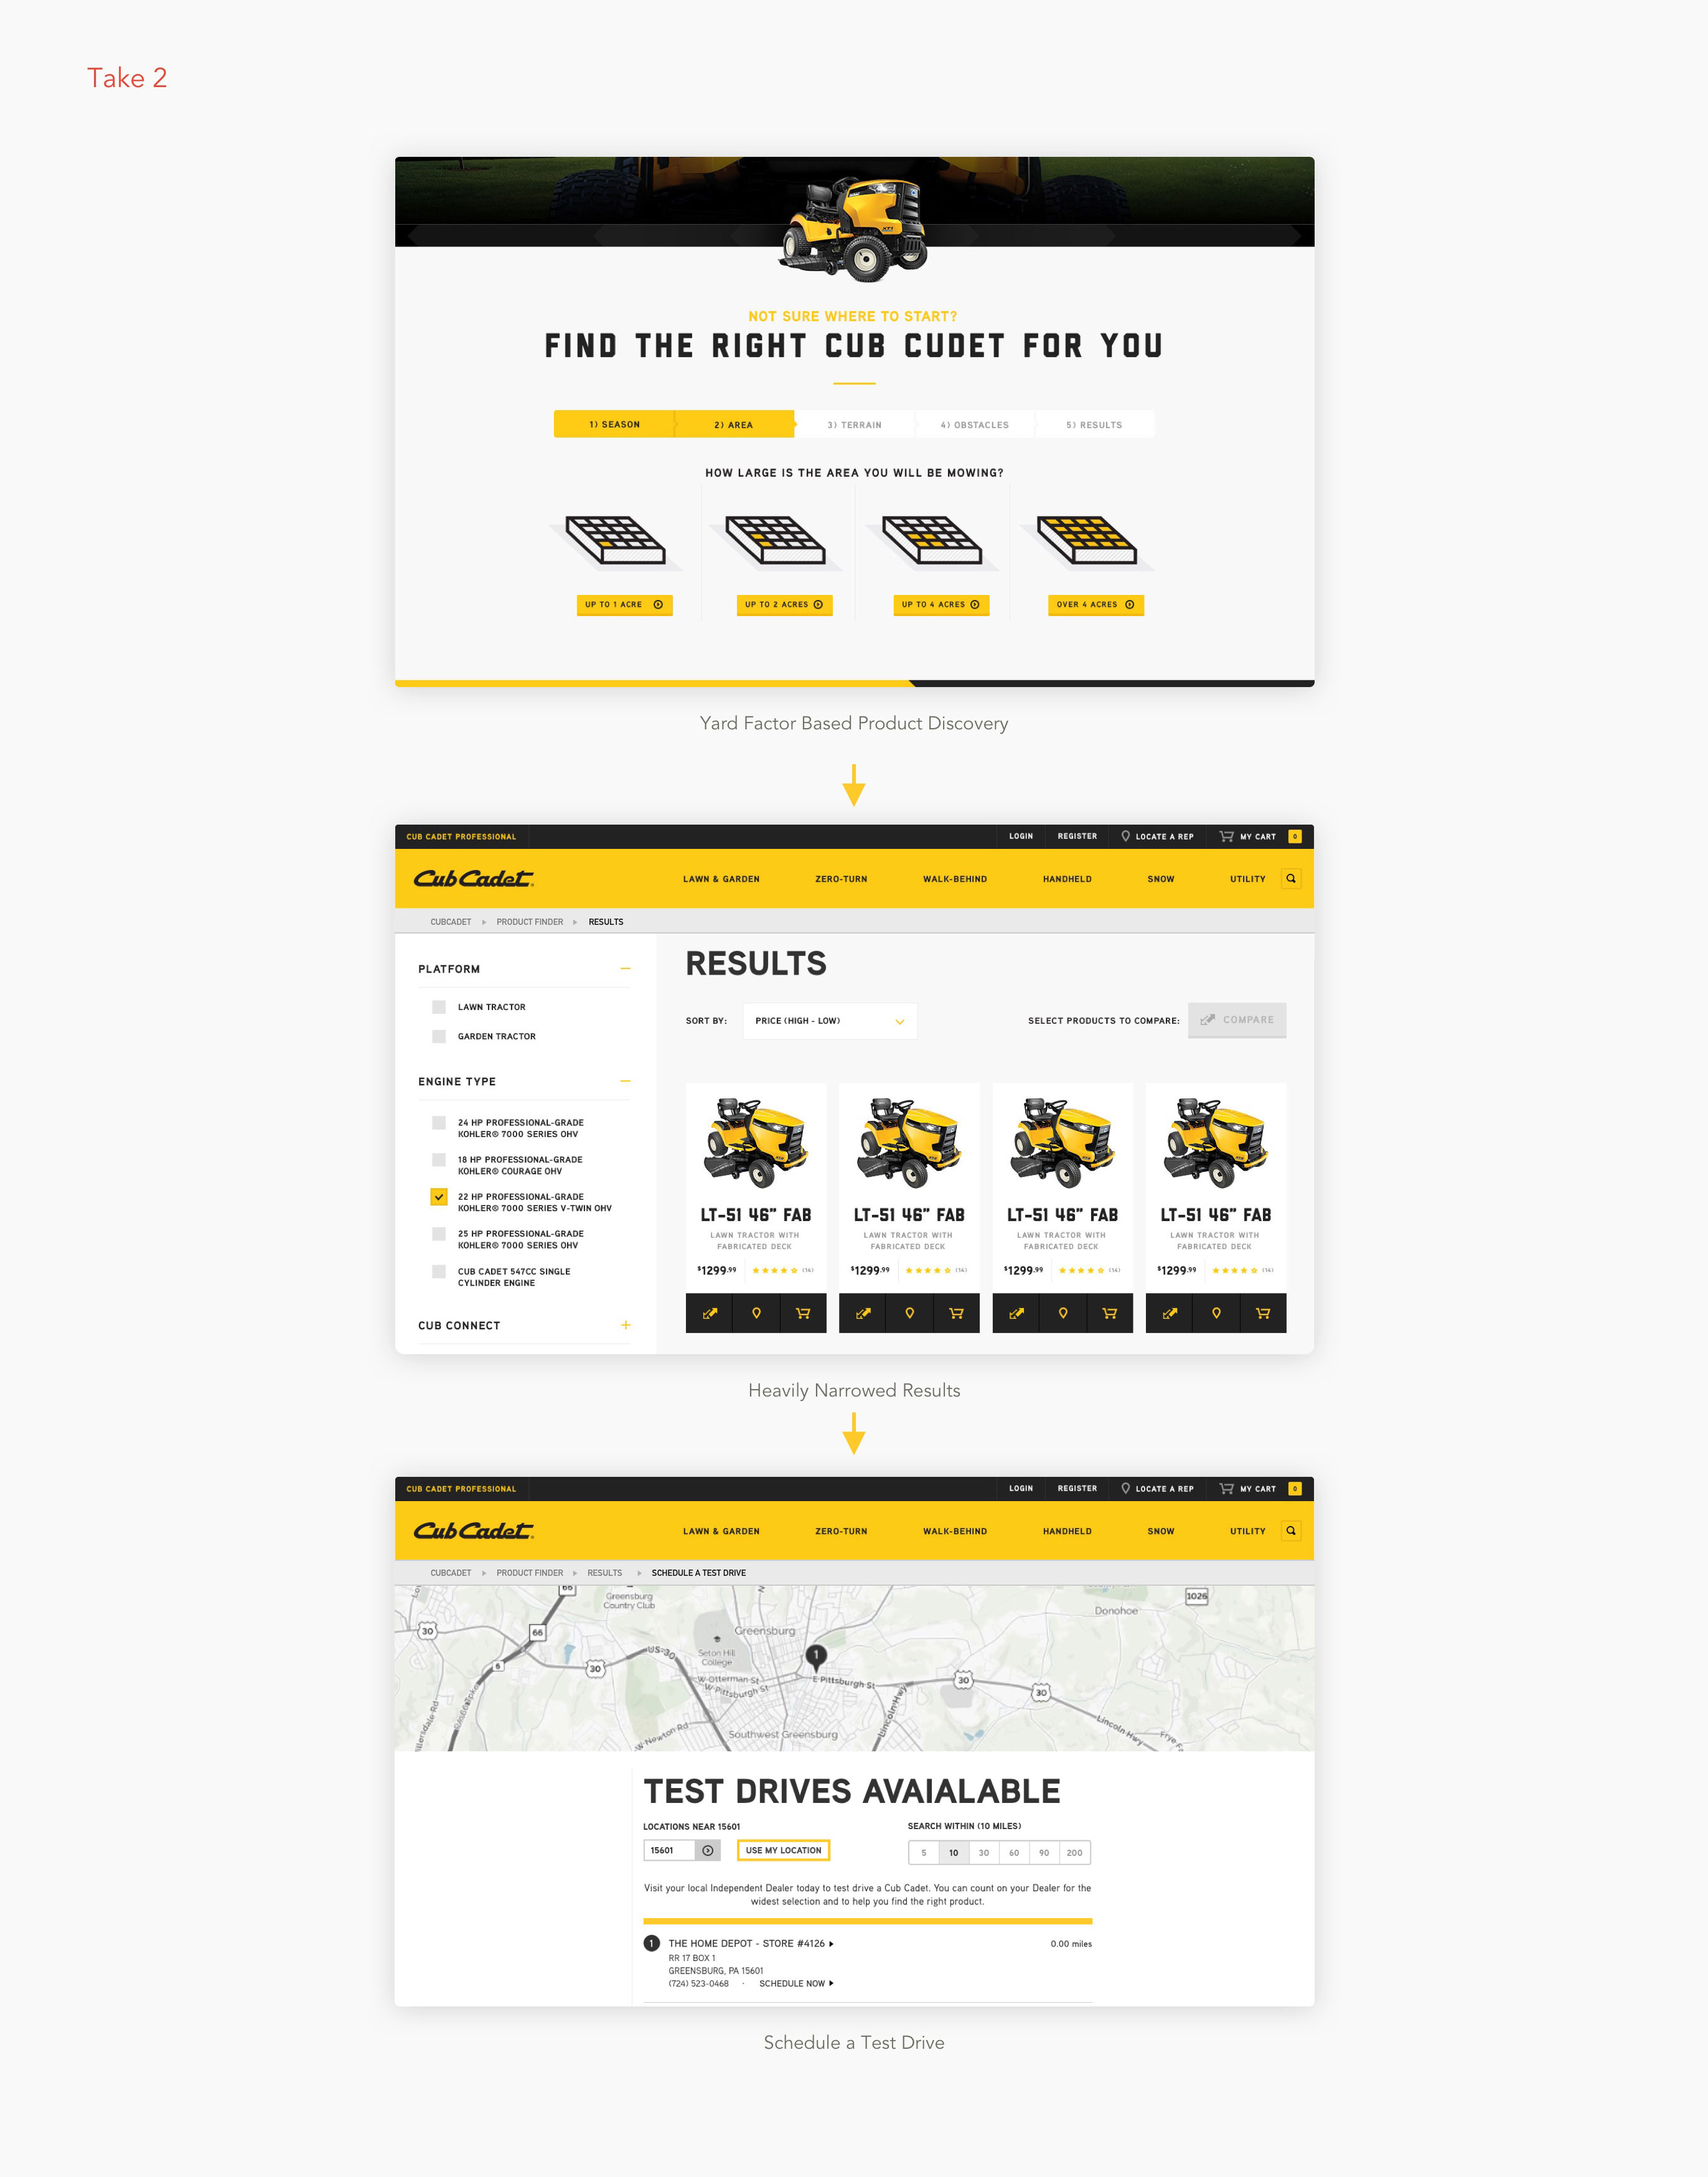 Take 2
NOT SURE WHERE TO START?
FIND THE RIGHT CUB CUDET FOR YOU
1) SEASON
2) AREA
3) TERRAIN
4) OBSTACLES
5) RESULTS
HOW LARGE IS THE AREA YOU WILL BE MOWING?
UP TO 1 ACRE
UP TO 2 ACRES
UP TO 4 ACRES
OVER 4 ACRES
Yard Factor Based Product Discovery
CUB CADET PROFESSIONAL
LOGIN
REGISTER
LOCATE A REP
MY CART
0
Cub Cadet
LAWN & GARDEN
ZERO-TURN
WALK-BEHIND
HANDHELD
SNOW
UTILITY
CUBCADET
PRODUCT FINDER
RESULTS
PLATFORM
LAWN TRACTOR
GARDEN TRACTOR
ENGINE TYPE
24 HP PROFESSIONAL-GRADE
KOHLER® 7000 SERIES OHV
18 HP PROFESSIONAL-GRADE
KOHLER® COURAGE OHV
22 HP PROFESSIONAL-GRADE
KOHLER® 7000 SERIES V-TWIN OHV
25 HP PROFESSIONAL-GRADE
KOHLER® 7000 SERIES OHV
CUB CADET 547CC SINGLE
CYLINDER ENGINE
CUB CONNECT
RESULTS
SORT BY:
PRICE (HIGH - LOW)
SELECT PRODUCTS TO COMPARE:
COMPARE
LT-51 46” FAB
LAWN TRACTOR WITH
FABRICATED DECK
$1299.99
(14)
LT-51 46” FAB
LAWN TRACTOR WITH
FABRICATED DECK
$1299.99
(14)
LT-51 46” FAB
LAWN TRACTOR WITH
FABRICATED DECK
$1299.99
(14)
LT-51 46” FAB
LAWN TRACTOR WITH
FABRICATED DECK
$1299.99
(14)
Heavily Narrowed Results
CUB CADET PROFESSIONAL
LOGIN
REGISTER
LOCATE A REP
MY CART
0
Cub Cadet
LAWN & GARDEN
ZERO-TURN
WALK-BEHIND
HANDHELD
SNOW
UTILITY
CUBCADET
PRODUCT FINDER
RESULTS
SCHEDULE A TEST DRIVE
66
Greensburg
Country Club
1026
Donohoe
30
66
Greensburg
US-30
Seton Hill
College
1
6
30
W Otterman St
W Pittsburgh St
E Pittsburgh St
30
30
Lincoln Hwy
Lincoln Hwy
W Newton Rd
Southwest Greensburg
TEST DRIVES AVAIALABLE
LOCATIONS NEAR 15601
15601
USE MY LOCATION
SEARCH WITHIN (10 MILES)
5
10
30
60
90
200
Visit your local Independent Dealer today to test drive a Cub Cadet. You can count on your Dealer for the
widest selection and to help you find the right product.
1
THE HOME DEPOT - STORE #4126
0.00 miles
RR 17 BOX 1
GREENSBURG, PA 15601
(724) 523-0468 · SCHEDULE NOW
Schedule a Test Drive